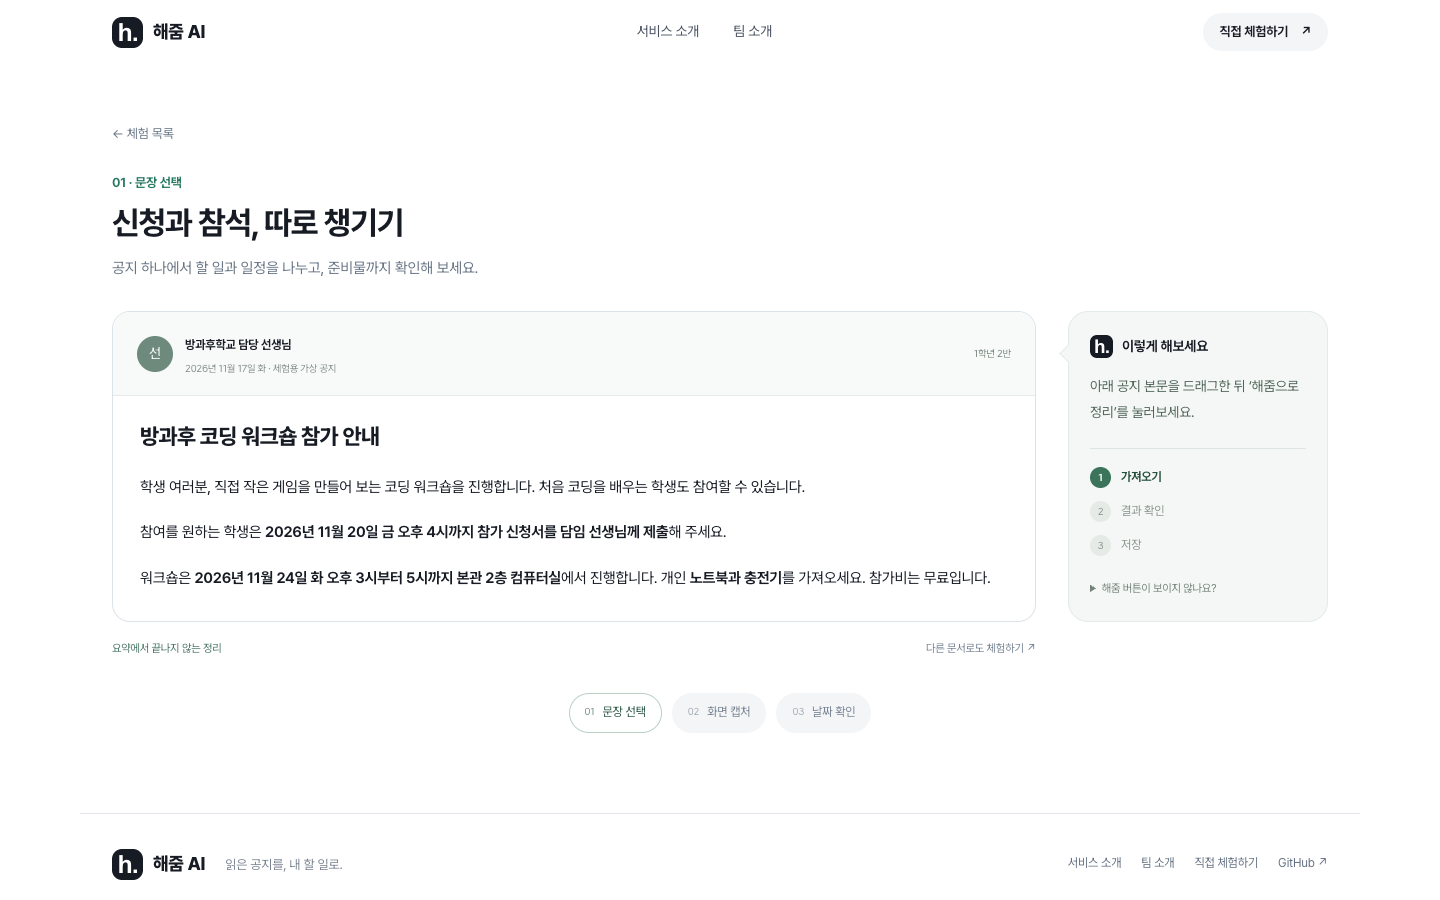 h. 해줌 AI
서비스 소개 팀 소개
직접 체험하기 ↗
← 체험 목록
01 · 문장 선택
신청과 참석, 따로 챙기기
공지 하나에서 할 일과 일정을 나누고, 준비물까지 확인해 보세요.
선
방과후학교 담당 선생님
2026년 11월 17일 화 · 체험용 가상 공지
1학년 2반
방과후 코딩 워크숍 참가 안내
학생 여러분, 직접 작은 게임을 만들어 보는 코딩 워크숍을 진행합니다. 처음 코딩을 배우는 학생도 참여할 수 있습니다.
참여를 원하는 학생은 2026년 11월 20일 금 오후 4시까지 참가 신청서를 담임 선생님께 제출해 주세요.
워크숍은 2026년 11월 24일 화 오후 3시부터 5시까지 본관 2층 컴퓨터실에서 진행합니다. 개인 노트북과 충전기를 가져오세요. 참가비는 무료입니다.
h. 이렇게 해보세요
아래 공지 본문을 드래그한 뒤 ‘해줌으로
정리’를 눌러보세요.
1 가져오기
2 결과 확인
3 저장
▶ 해줌 버튼이 보이지 않나요?
요약에서 끝나지 않는 정리
다른 문서로도 체험하기 ↗
01 문장 선택
02 화면 캡처
03 날짜 확인
h. 해줌 AI
읽은 공지를, 내 할 일로.
서비스 소개 팀 소개 직접 체험하기 GitHub ↗